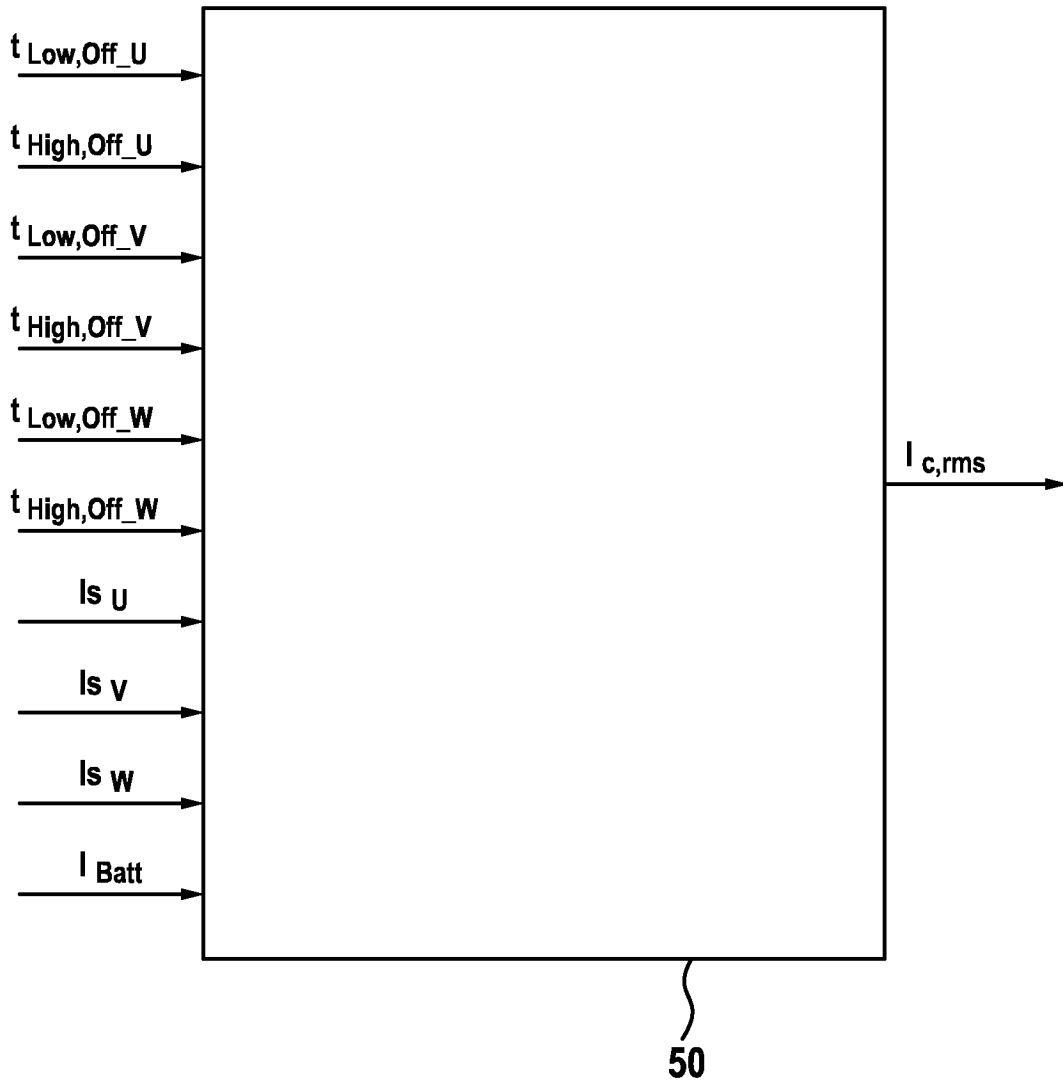 t Low,Off_U
t High,Off_U
t Low,Off_V
t High,Off_V
t Low,Off_W
t High,Off_W
Is U
Is V
Is W
I Batt
I c,rms
50